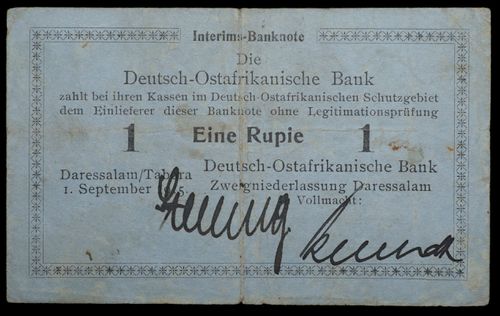 Interims-Banknote
Die
Deutsch-Ostafrikanische Bank
zahlt bei ihren Kassen im Deutsch-Ostafrikanischen Schutzgebiet
dem Einlieferer dieser Banknote ohne Legitimationsprüfung
1 Eine Rupie 1
Daressalam/Tabora Deutsch-Ostafrikanische Bank
1. September Zweigniederlassung Daressalam
Vollmacht: